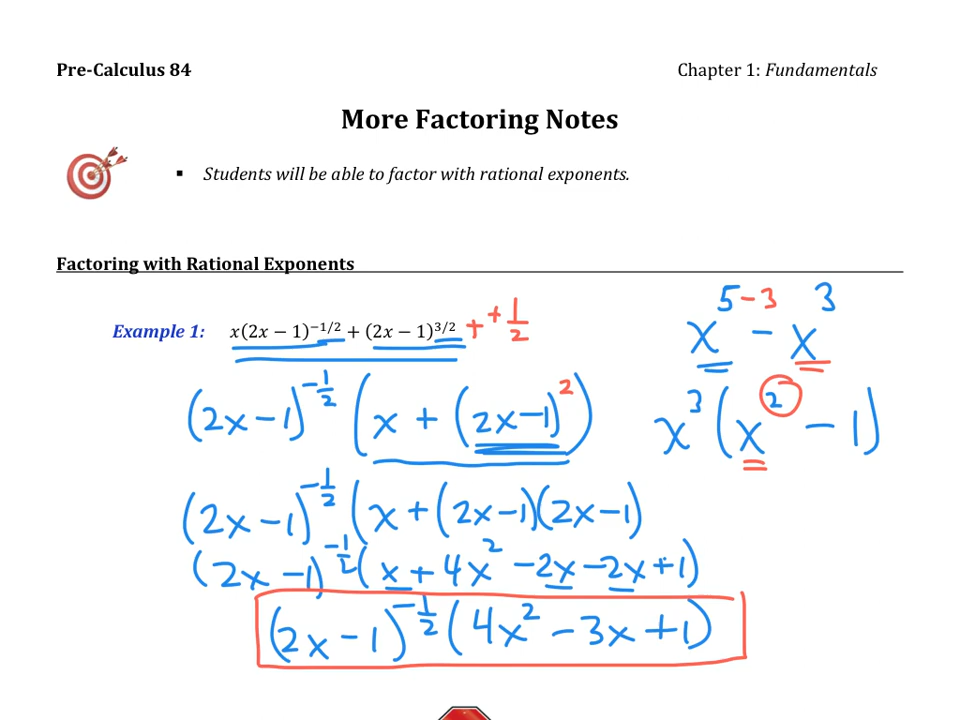 Pre-Calculus 84 Chapter 1: Fundamentals
More Factoring Notes
▪ Students will be able to factor with rational exponents.
Factoring with Rational Exponents
Example 1: x(2x − 1)^{−1/2} + (2x − 1)^{3/2} + + 1/2
x^{5−3} − x^3
(2x−1)^{−1/2} (x + (2x−1)^2)
x^3 (x^2 − 1)
(2x−1)^{−1/2} (x + (2x−1)(2x−1)
(2x−1)^{−1/2} (x + 4x^2 − 2x − 2x + 1)
(2x−1)^{−1/2} (4x^2 − 3x + 1)